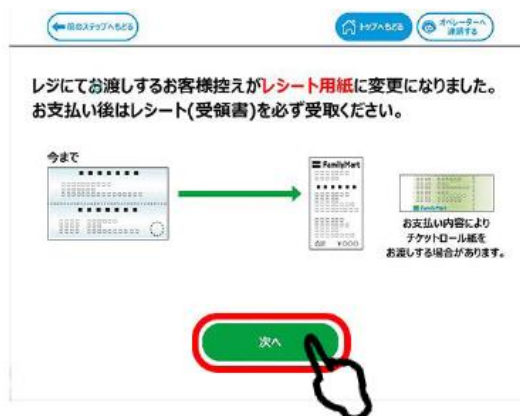 前のステップへもどる
トップへもどる
オペレーターへ
連絡する
レジにてお渡しするお客様控えがレシート用紙に変更になりました。
お支払い後はレシート(受領書)を必ず受取ください。
今まで
FamilyMart
合計 ¥000
FamilyMart
お支払い内容により
チケットロール紙を
お渡しする場合があります。
次へ